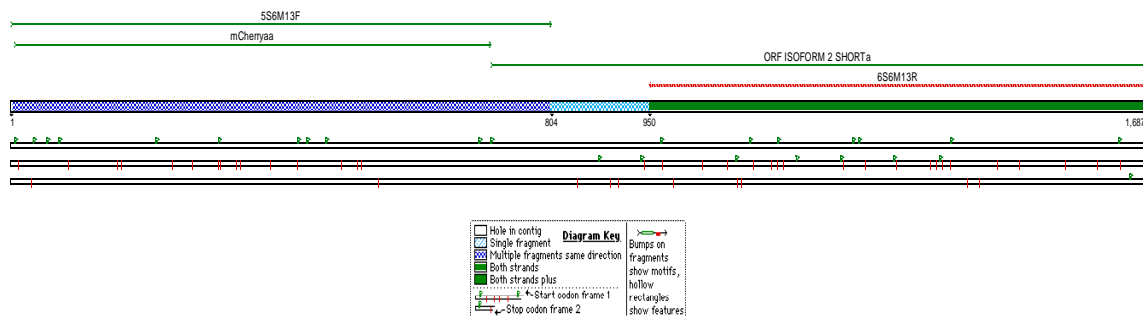 5S6M13F
mCherryaa
ORF ISOFORM 2 SHORTa
6S6M13R
1 804 950 1,687
Diagram Key
Hole in contig
Single fragment
Multiple fragments same direction
Both strands
Both strands plus
Start codon frame 1
Stop codon frame 2
Bumps on
fragments
show motifs,
hollow
rectangles
show features